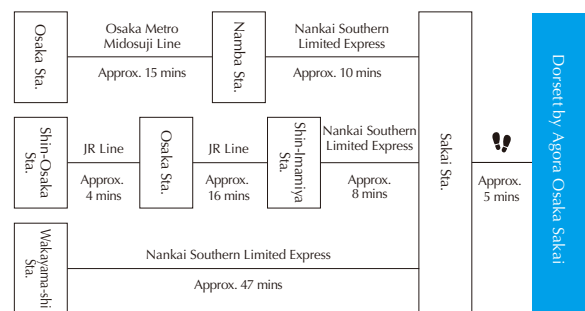 Osaka Sta.
Osaka Metro
Midosuji Line
Approx. 15 mins
Namba Sta.
Nankai Southern
Limited Express
Approx. 10 mins
Shin-Osaka
Sta.
JR Line
Approx.
4 mins
Osaka Sta.
JR Line
Approx.
16 mins
Shin-Imamiya
Sta.
Nankai Southern
Limited Express
Approx.
8 mins
Wakayama-shi
Sta.
Nankai Southern Limited Express
Approx. 47 mins
Sakai Sta.
Approx.
5 mins
Dorsett by Agora Osaka Sakai